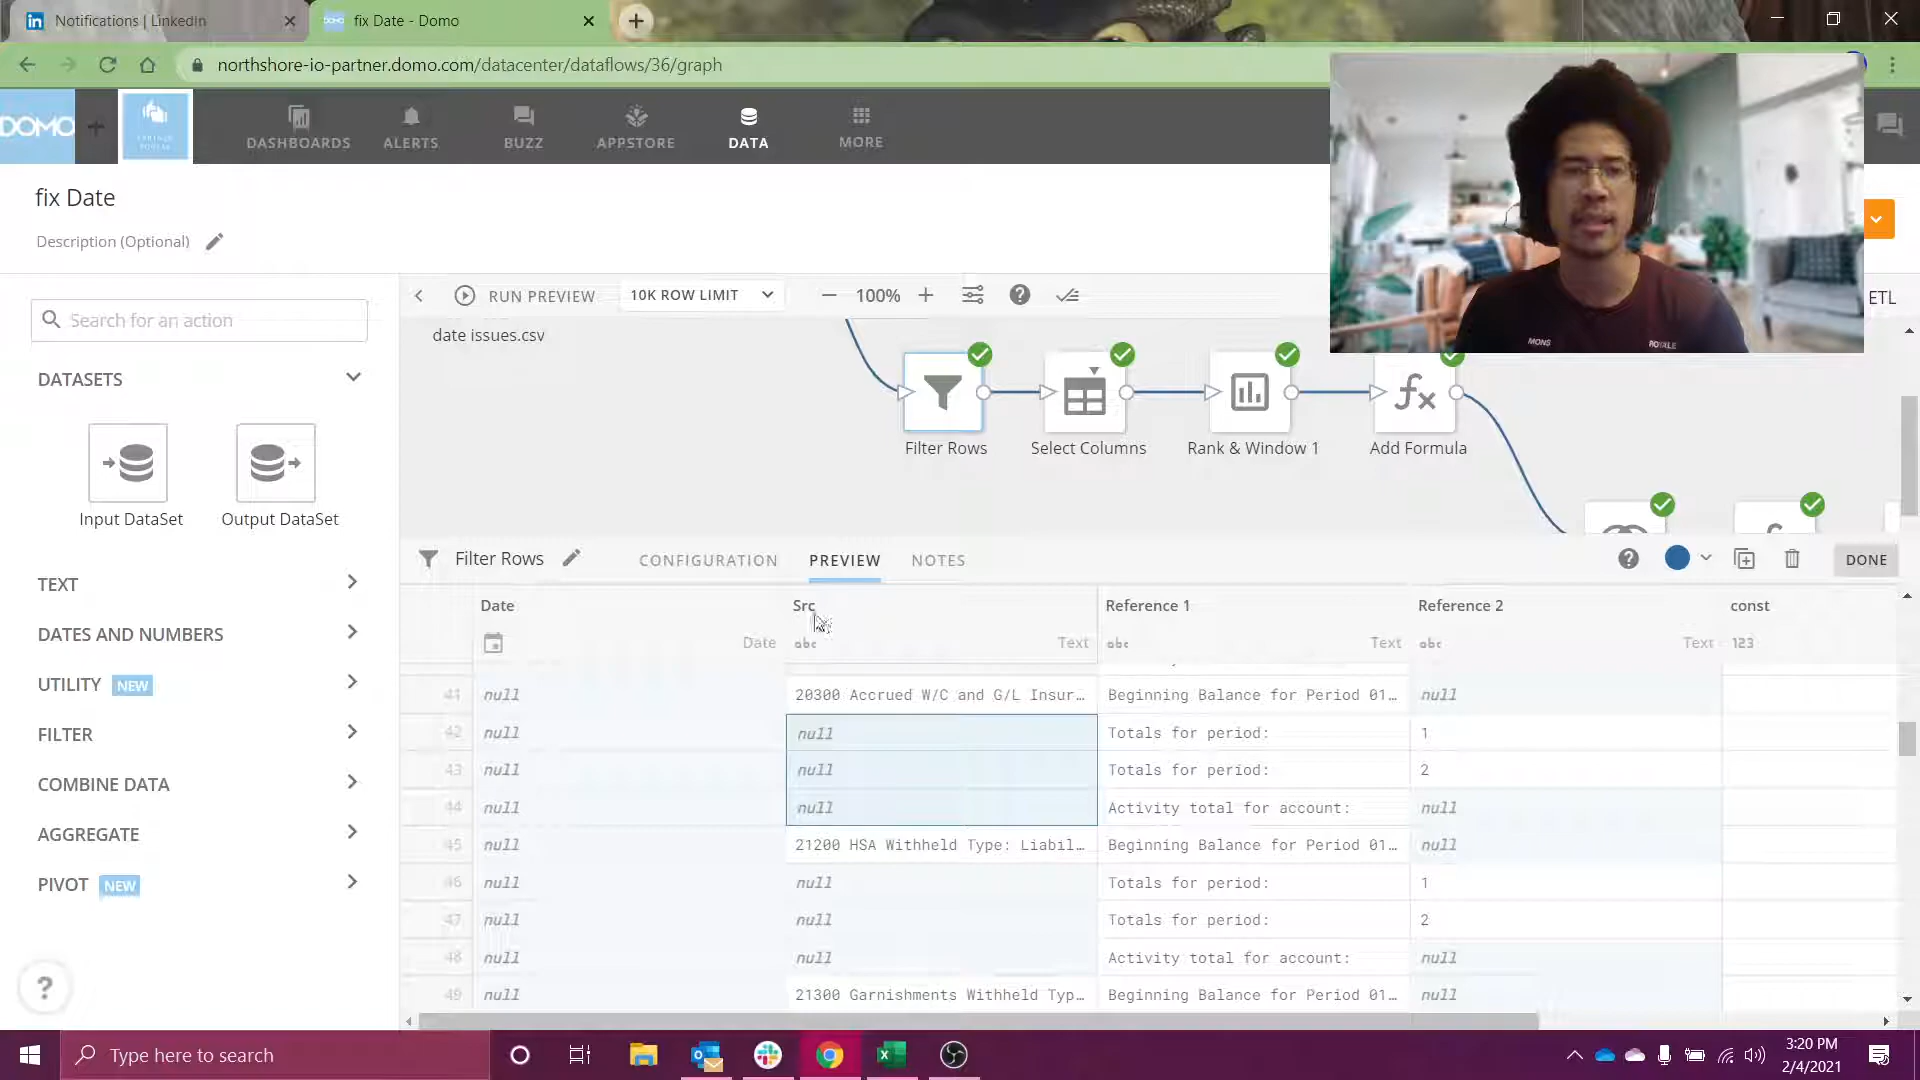 Notifications | LinkedIn
fix Date - Domo
northshore-io-partner.domo.com/datacenter/dataflows/36/graph
DOMO
DASHBOARDS
ALERTS
BUZZ
APPSTORE
DATA
MORE
fix Date
Description (Optional)
MONS ROYALE
RUN PREVIEW
10K ROW LIMIT
100%
ETL
Search for an action
DATASETS
Input DataSet
Output DataSet
TEXT
DATES AND NUMBERS
UTILITY NEW
FILTER
COMBINE DATA
AGGREGATE
PIVOT NEW
date issues.csv
Filter Rows
Select Columns
Rank & Window 1
Add Formula
Filter Rows
CONFIGURATION
PREVIEW
NOTES
DONE
Date Src Reference 1 Reference 2 const
Date abc Text abc Text abc Text 123
41 null 20300 Accrued W/C and G/L Insur... Beginning Balance for Period 01... null
42 null null Totals for period: 1
43 null null Totals for period: 2
44 null null Activity total for account: null
45 null 21200 HSA Withheld Type: Liabil... Beginning Balance for Period 01... null
46 null null Totals for period: 1
47 null null Totals for period: 2
48 null null Activity total for account: null
49 null 21300 Garnishments Withheld Typ... Beginning Balance for Period 01... null
Type here to search
3:20 PM
2/4/2021